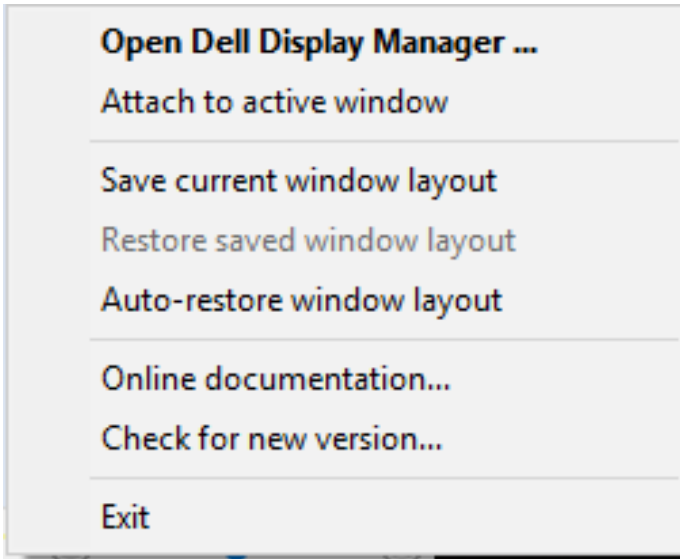 Open Dell Display Manager ...
Attach to active window
Save current window layout
Restore saved window layout
Auto-restore window layout
Online documentation...
Check for new version...
Exit